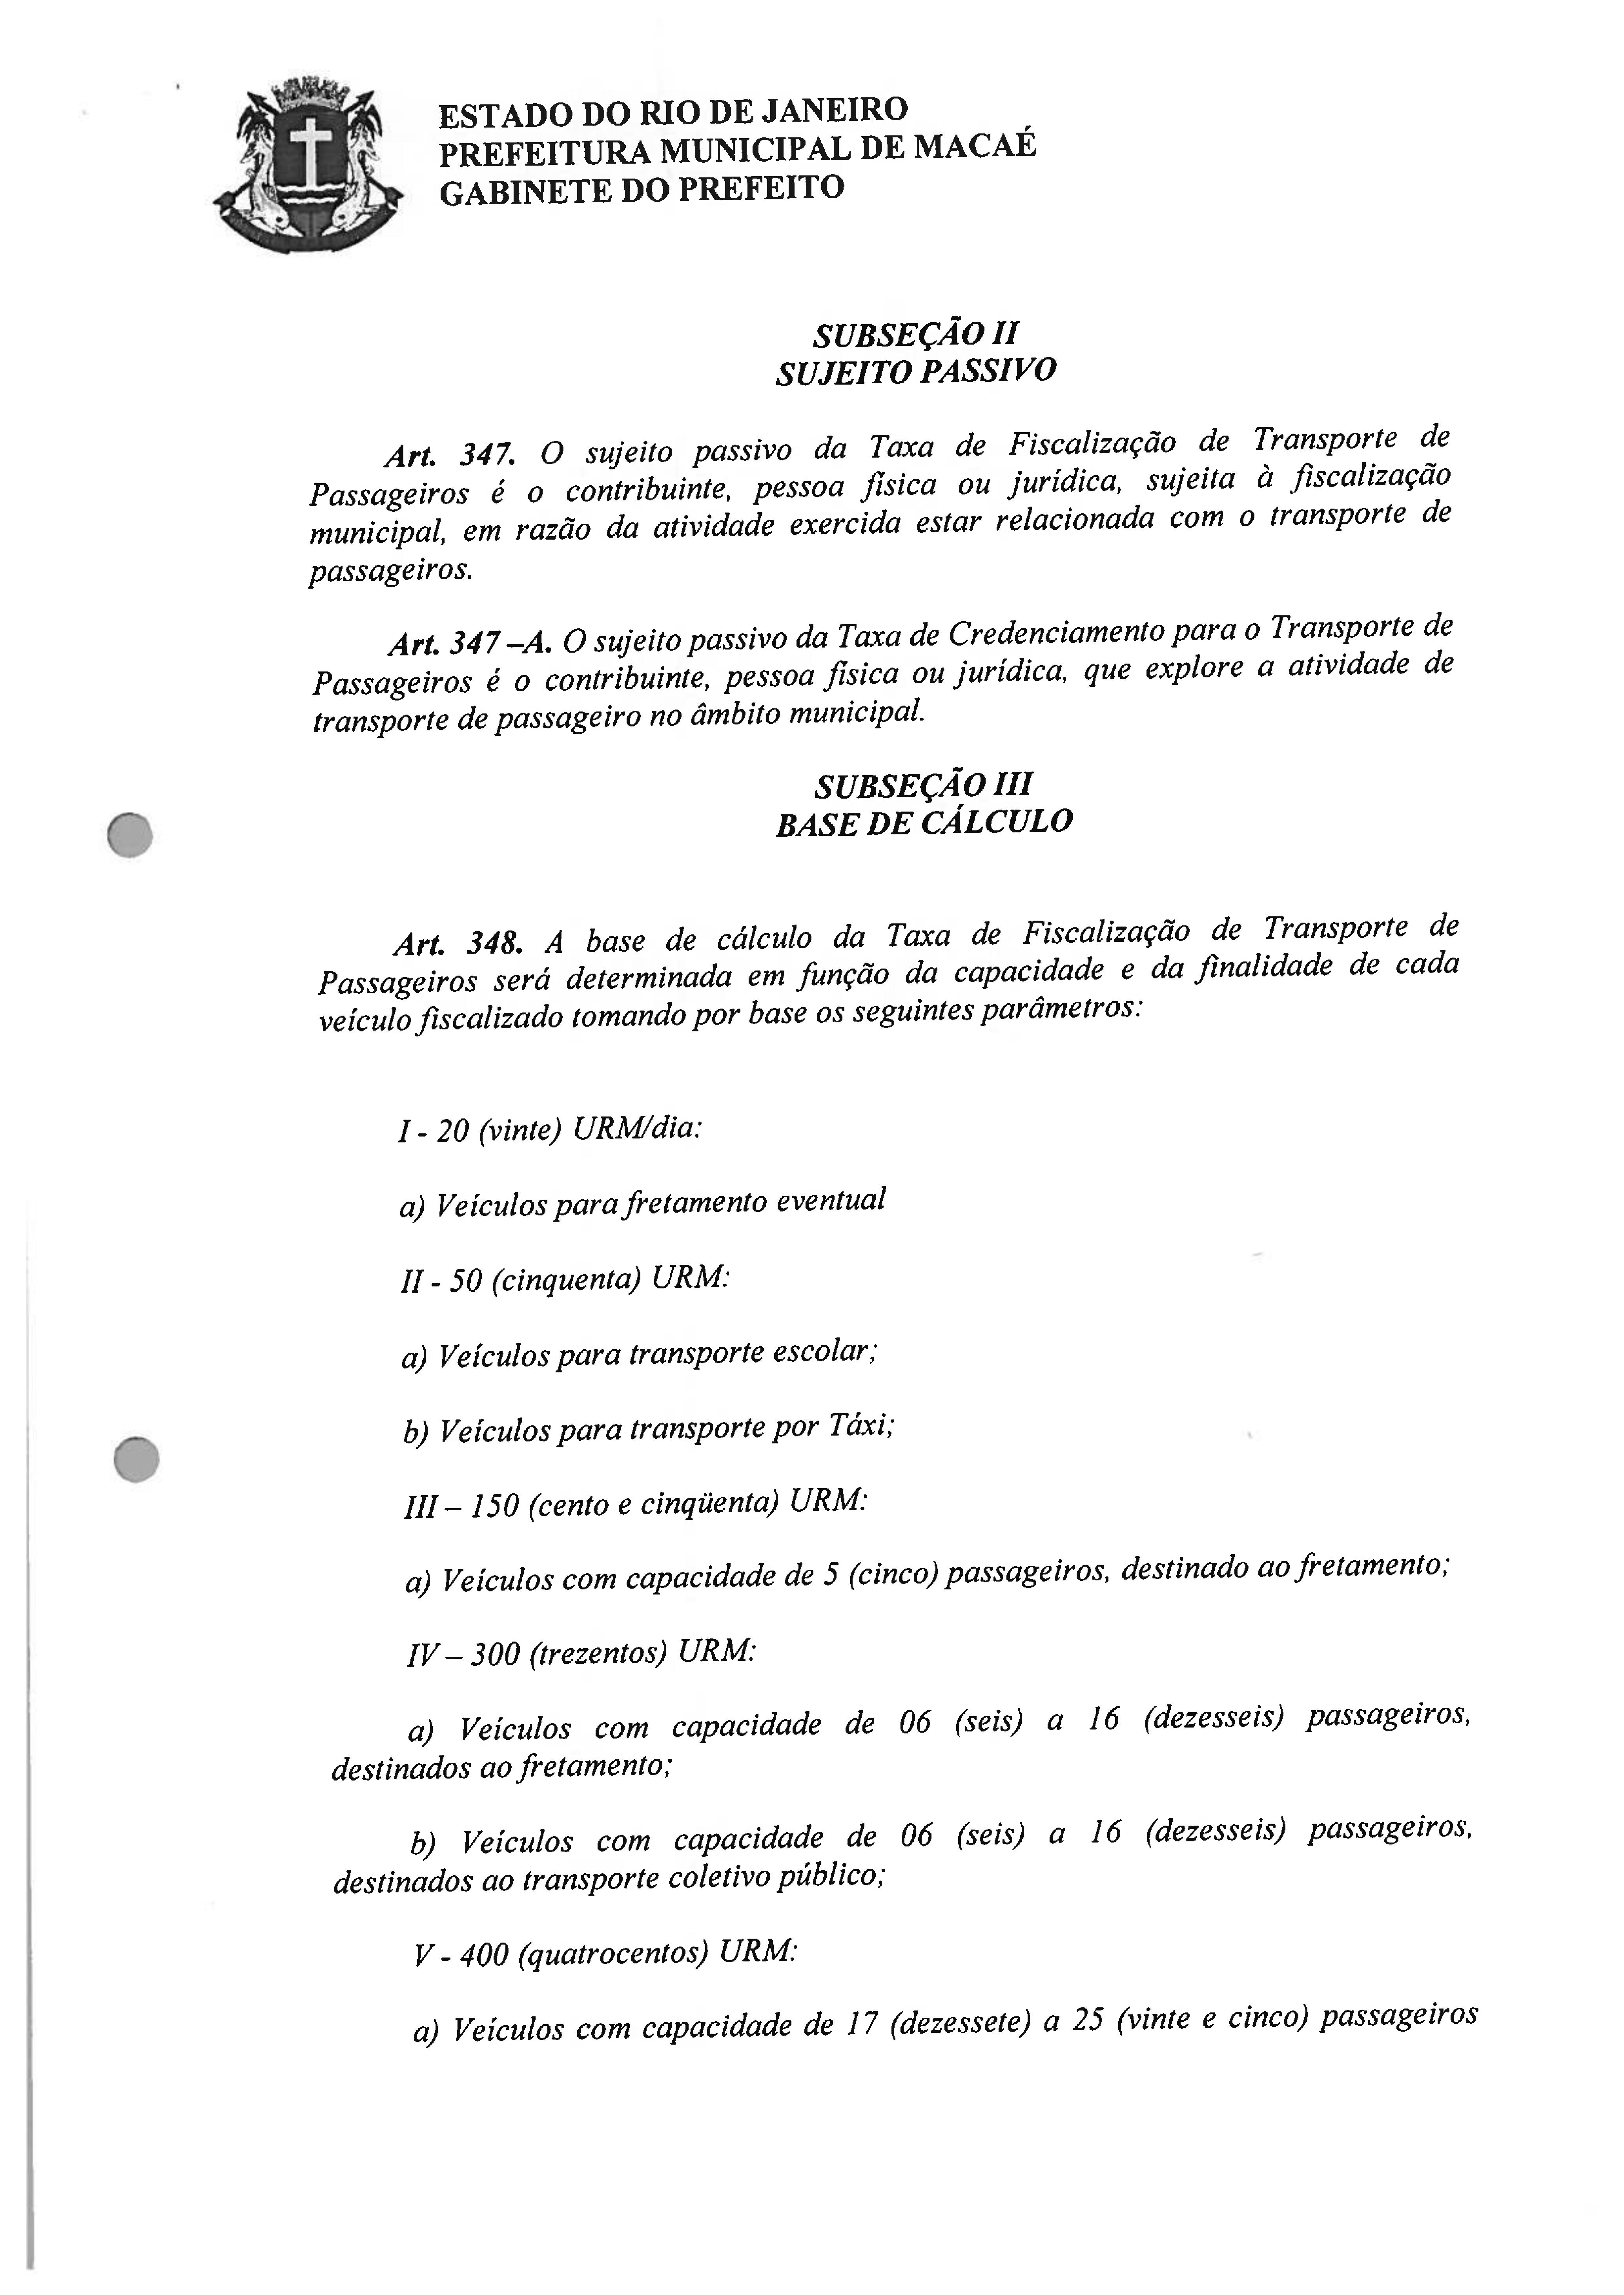 ESTADO DO RIO DE JANEIRO
PREFEITURA MUNICIPAL DE MACAÉ
GABINETE DO PREFEITO
SUBSEÇÃO II
SUJEITO PASSIVO
Art. 347. O sujeito passivo da Taxa de Fiscalização de Transporte de
Passageiros é o contribuinte, pessoa física ou jurídica, sujeita à fiscalização
municipal, em razão da atividade exercida estar relacionada com o transporte de
passageiros.
Art. 347 –A. O sujeito passivo da Taxa de Credenciamento para o Transporte de
Passageiros é o contribuinte, pessoa física ou jurídica, que explore a atividade de
transporte de passageiro no âmbito municipal.
SUBSEÇÃO III
BASE DE CÁLCULO
Art. 348. A base de cálculo da Taxa de Fiscalização de Transporte de
Passageiros será determinada em função da capacidade e da finalidade de cada
veículo fiscalizado tomando por base os seguintes parâmetros:
I - 20 (vinte) URM/dia:
a) Veículos para fretamento eventual
II - 50 (cinquenta) URM:
a) Veículos para transporte escolar;
b) Veículos para transporte por Táxi;
III – 150 (cento e cinqüenta) URM:
a) Veículos com capacidade de 5 (cinco) passageiros, destinado ao fretamento;
IV – 300 (trezentos) URM:
a) Veículos com capacidade de 06 (seis) a 16 (dezesseis) passageiros,
destinados ao fretamento;
b) Veículos com capacidade de 06 (seis) a 16 (dezesseis) passageiros,
destinados ao transporte coletivo público;
V - 400 (quatrocentos) URM:
a) Veículos com capacidade de 17 (dezessete) a 25 (vinte e cinco) passageiros